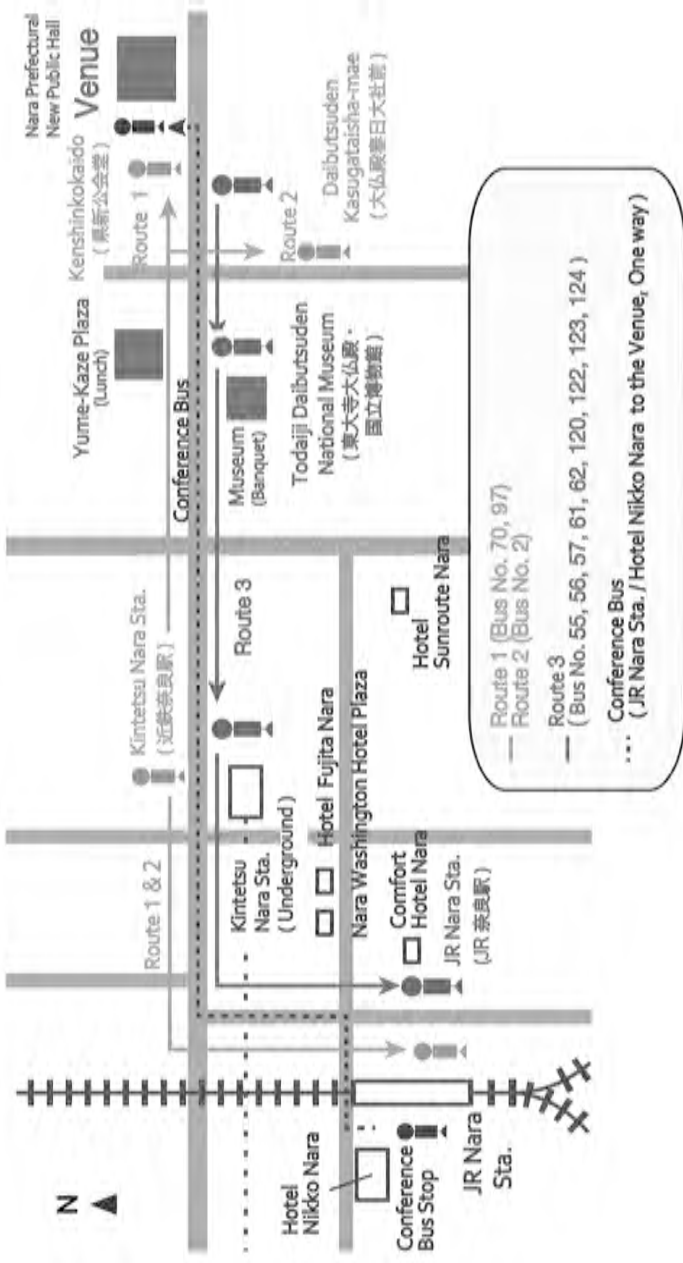 N
Nara Prefectural
New Public Hall
Venue
Kenshinkokaido
( 県新公会堂 )
Route 1
Yume-Kaze Plaza
(Lunch)
Conference Bus
Kintetsu Nara Sta.
( 近鉄奈良駅 )
Route 1 & 2
Route 2
Daibutsuden
Kasugataisha-mae
( 大仏殿春日大社前 )
Museum
(Banquet)
Todaiji Daibutsuden
National Museum
( 東大寺大仏殿・
国立博物館 )
Route 3
Kintetsu
Nara Sta.
( Underground )
Hotel Fujita Nara
Nara Washington Hotel Plaza
Hotel
Sunroute Nara
Comfort
Hotel Nara
JR Nara Sta.
(JR 奈良駅 )
Hotel
Nikko Nara
Conference
Bus Stop
JR Nara
Sta.
Route 1 (Bus No. 70, 97)
Route 2 (Bus No. 2)
Route 3
( Bus No. 55, 56, 57, 61, 62, 120, 122, 123, 124 )
Conference Bus
( JR Nara Sta. / Hotel Nikko Nara to the Venue, One way )